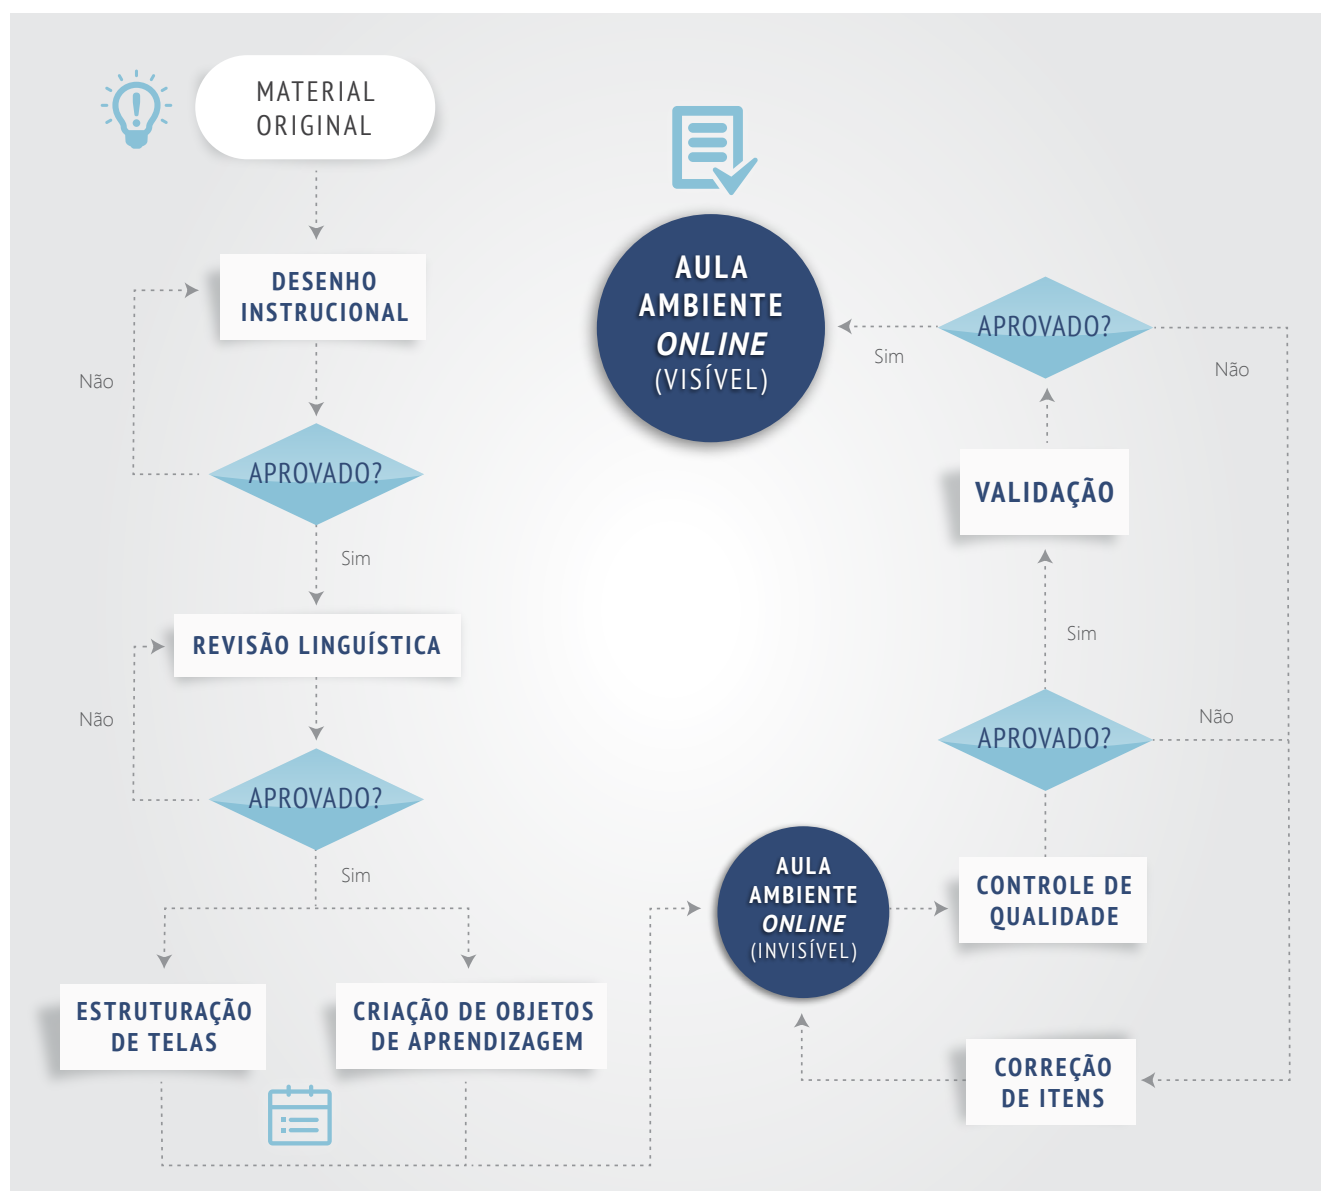 MATERIAL
ORIGINAL
DESENHO
INSTRUCIONAL
Não
APROVADO?
Sim
REVISÃO LINGUÍSTICA
Não
APROVADO?
Sim
ESTRUTURAÇÃO
DE TELAS
CRIAÇÃO DE OBJETOS
DE APRENDIZAGEM
AULA
AMBIENTE
ONLINE
(INVISÍVEL)
CONTROLE DE
QUALIDADE
APROVADO?
Não
Sim
CORREÇÃO
DE ITENS
VALIDAÇÃO
APROVADO?
Não
Sim
AULA
AMBIENTE
ONLINE
(VISÍVEL)